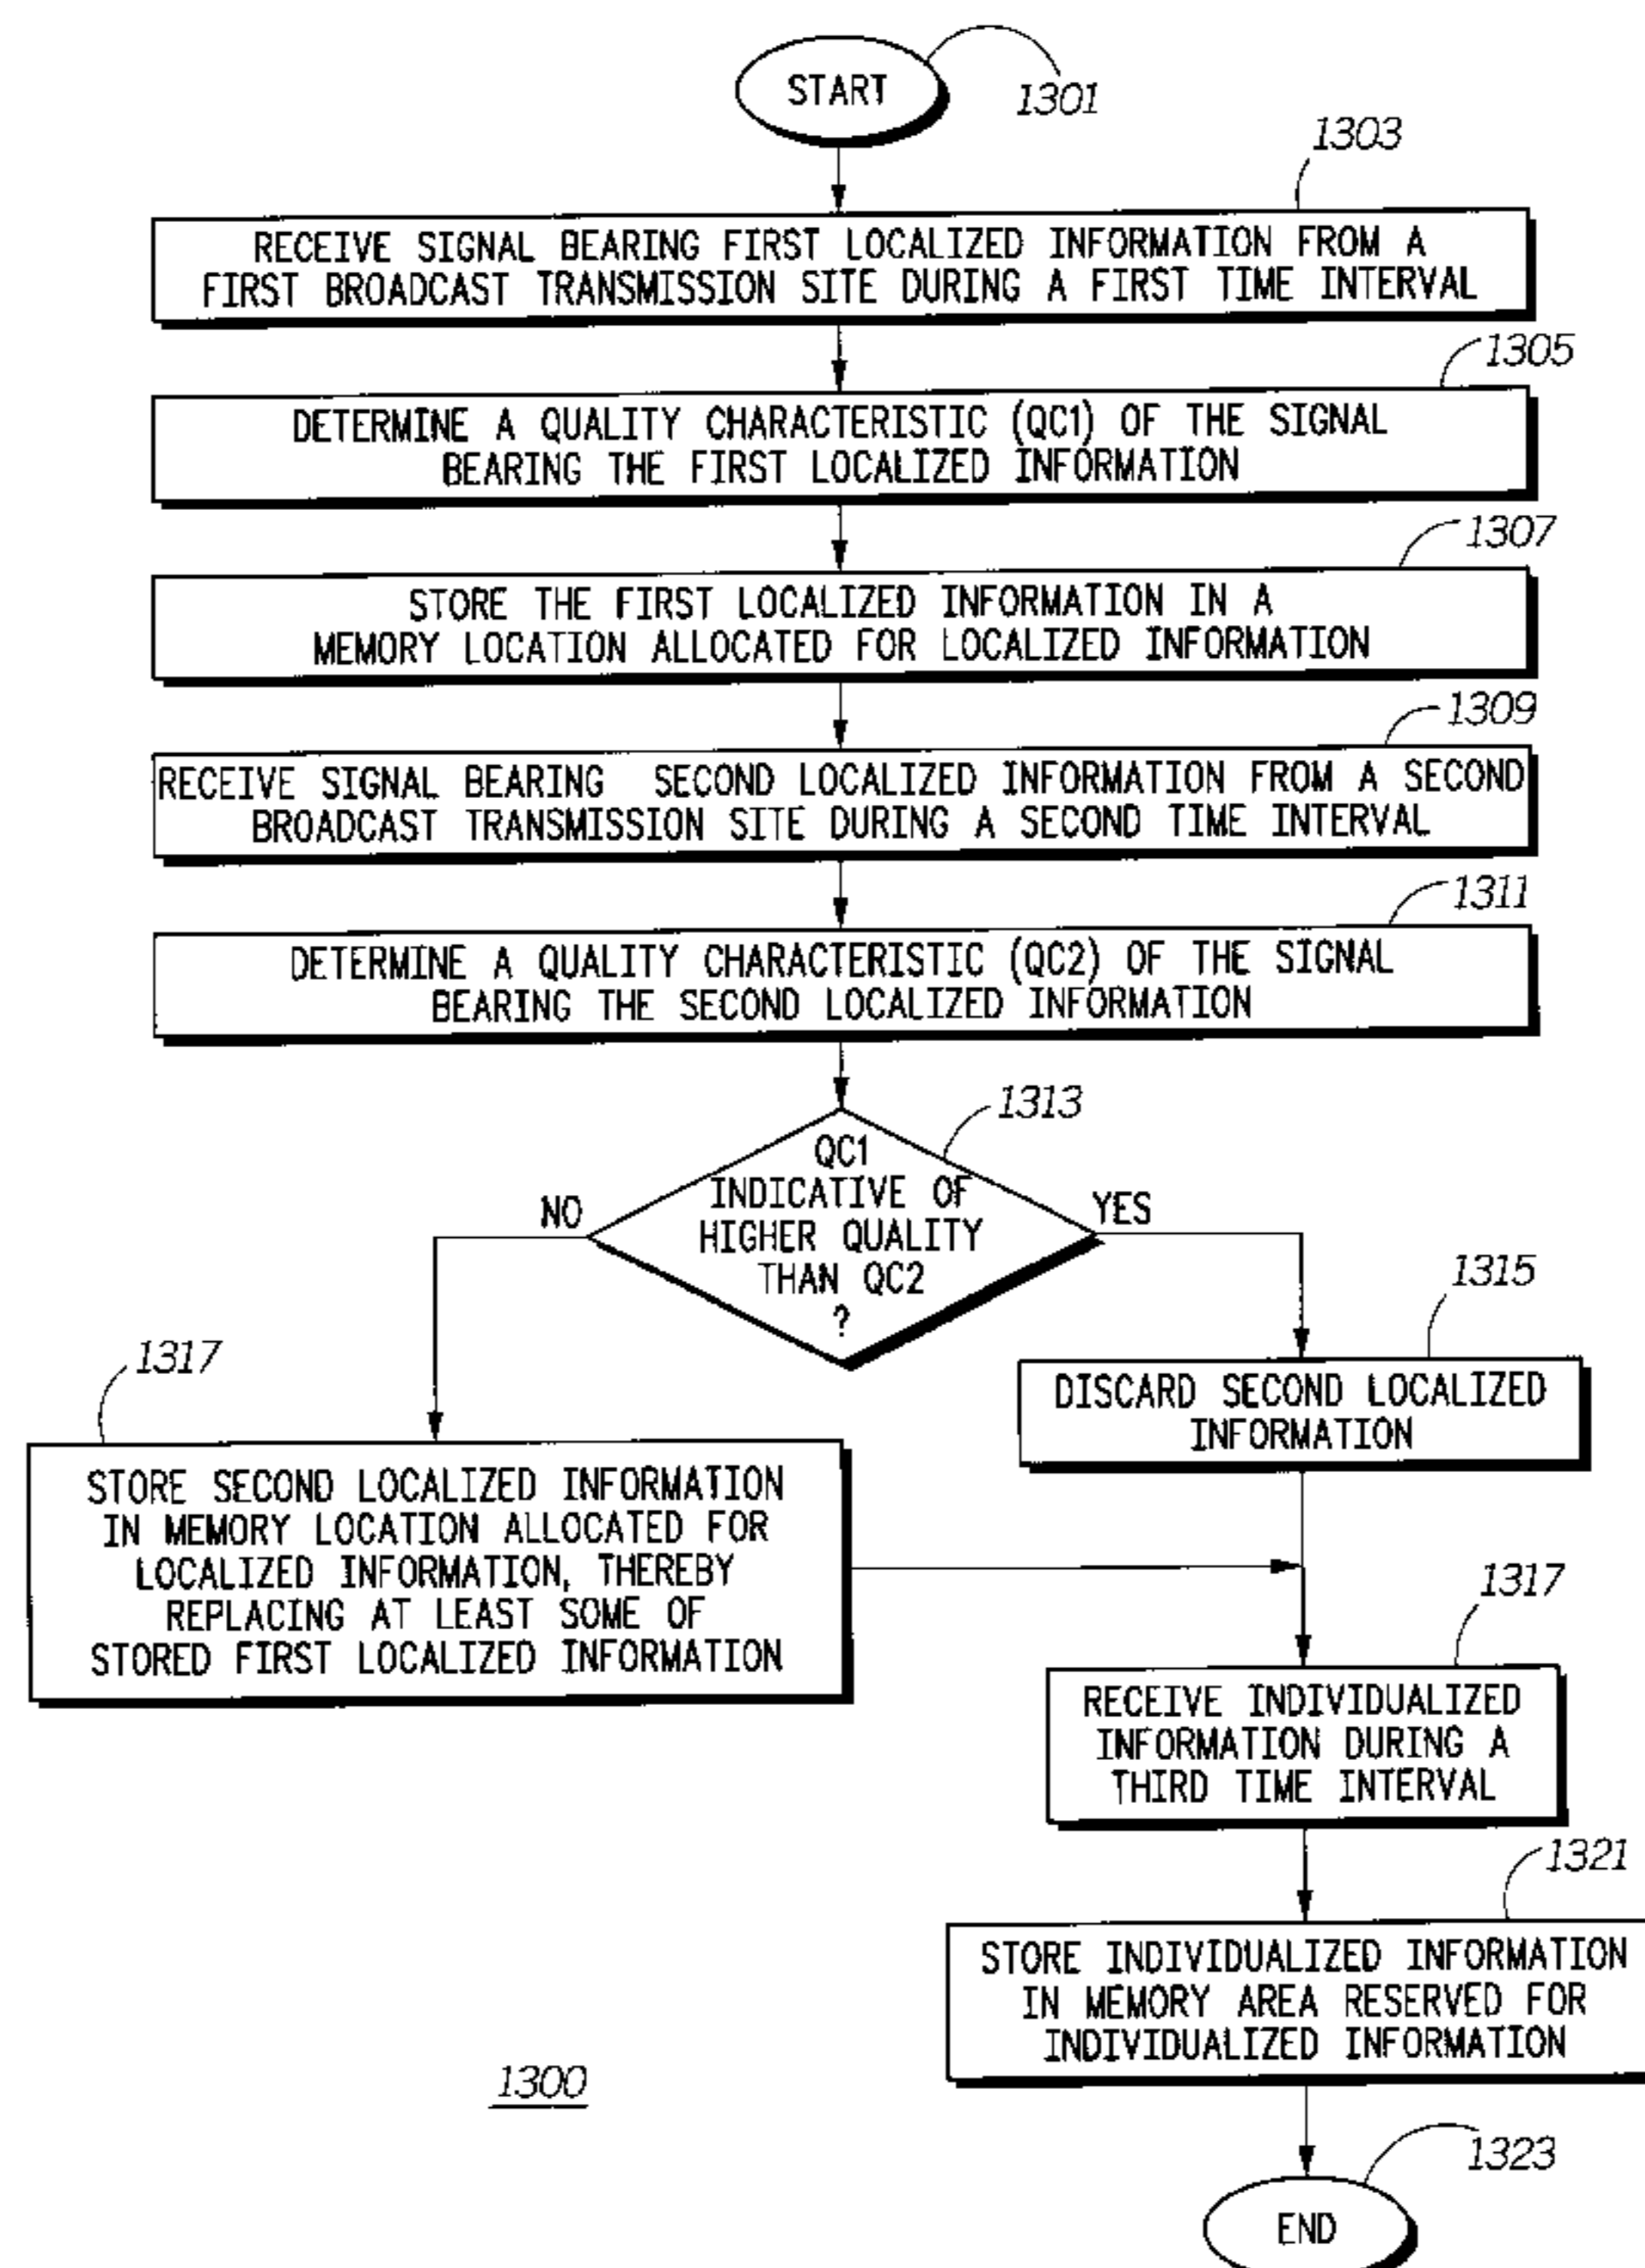 START
1301
1303
RECEIVE SIGNAL BEARING FIRST LOCALIZED INFORMATION FROM A
FIRST BROADCAST TRANSMISSION SITE DURING A FIRST TIME INTERVAL
1305
DETERMINE A QUALITY CHARACTERISTIC (QC1) OF THE SIGNAL
BEARING THE FIRST LOCALIZED INFORMATION
1307
STORE THE FIRST LOCALIZED INFORMATION IN A
MEMORY LOCATION ALLOCATED FOR LOCALIZED INFORMATION
1309
RECEIVE SIGNAL BEARING SECOND LOCALIZED INFORMATION FROM A SECOND
BROADCAST TRANSMISSION SITE DURING A SECOND TIME INTERVAL
1311
DETERMINE A QUALITY CHARACTERISTIC (QC2) OF THE SIGNAL
BEARING THE SECOND LOCALIZED INFORMATION
1313
QC1
INDICATIVE OF
HIGHER QUALITY
THAN QC2
?
NO
YES
1315
DISCARD SECOND LOCALIZED
INFORMATION
1317
STORE SECOND LOCALIZED INFORMATION
IN MEMORY LOCATION ALLOCATED FOR
LOCALIZED INFORMATION, THEREBY
REPLACING AT LEAST SOME OF
STORED FIRST LOCALIZED INFORMATION
1317
RECEIVE INDIVIDUALIZED
INFORMATION DURING A
THIRD TIME INTERVAL
1321
STORE INDIVIDUALIZED INFORMATION
IN MEMORY AREA RESERVED FOR
INDIVIDUALIZED INFORMATION
1300
1323
END